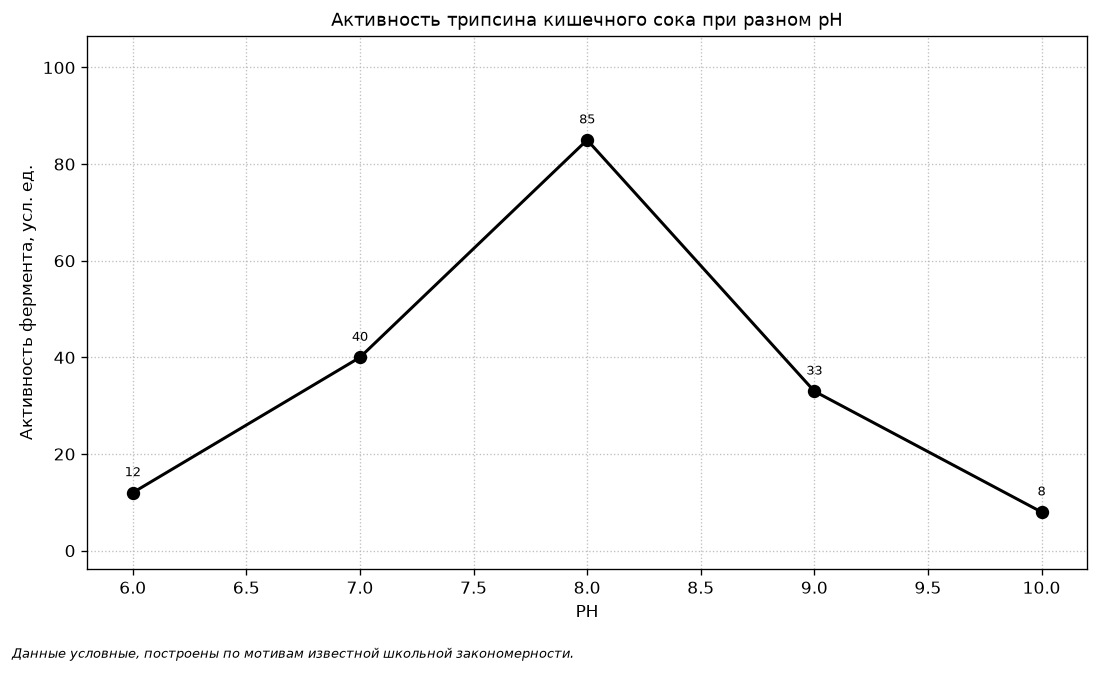 Активность трипсина кишечного сока при разном pH
Активность фермента, усл. ед.
100
80
60
40
20
0
12
40
85
33
8
6.0 6.5 7.0 7.5 8.0 8.5 9.0 9.5 10.0
PH
Данные условные, построены по мотивам известной школьной закономерности.